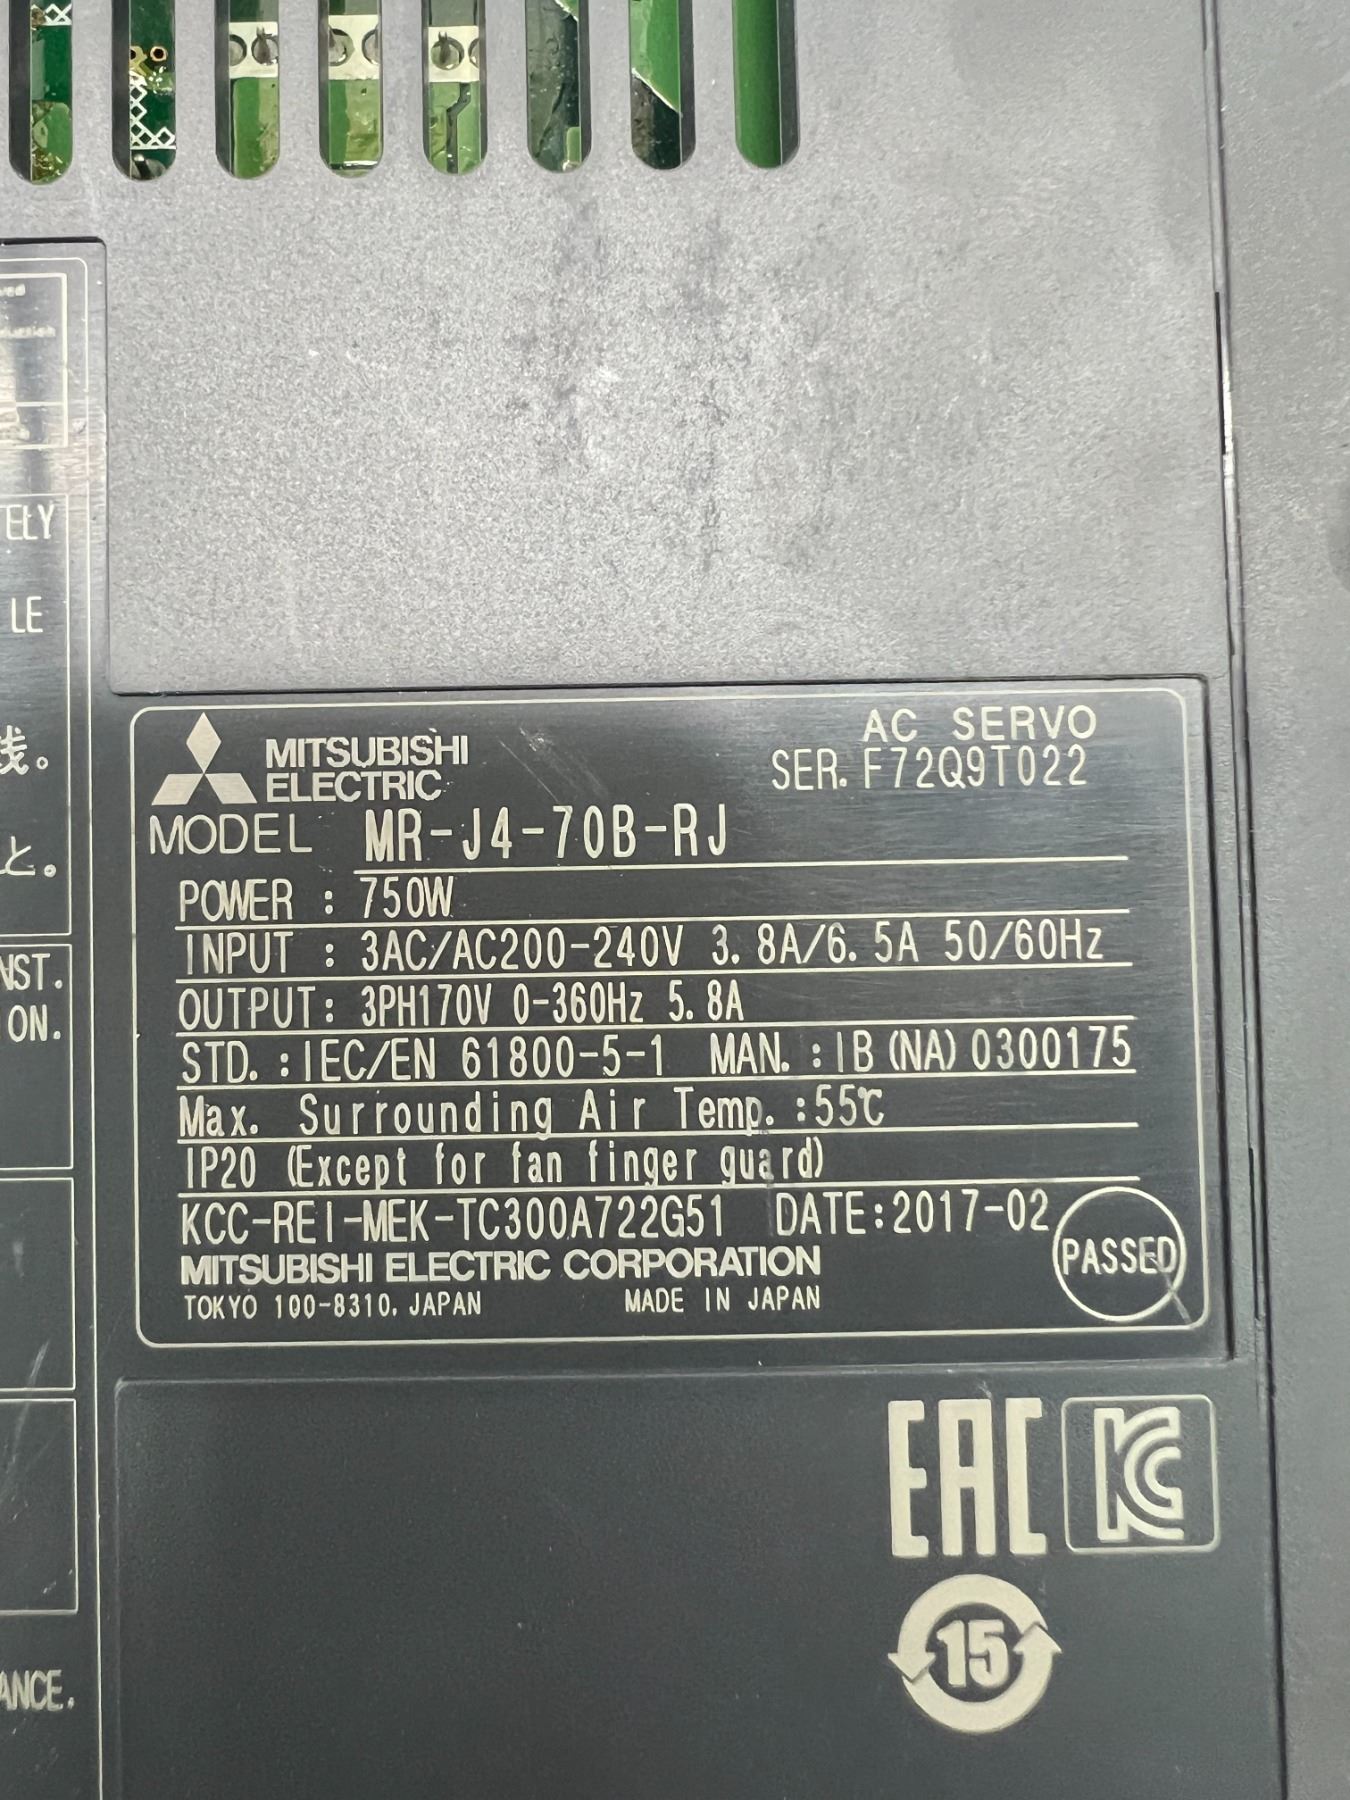 TELY
LE
线。
と。
NST.
ON.
ANCE.
MITSUBISHI
ELECTRIC
AC SERVO
SER. F72Q9T022
MODEL MR-J4-70B-RJ
POWER : 750W
INPUT : 3AC/AC200-240V 3.8A/6.5A 50/60Hz
OUTPUT: 3PH170V 0-360Hz 5.8A
STD. : IEC/EN 61800-5-1 MAN. : IB (NA) 0300175
Max. Surrounding Air Temp. :55℃
IP20 (Except for fan finger guard)
KCC-REI-MEK-TC300A722G51 DATE:2017-02
PASSED
MITSUBISHI ELECTRIC CORPORATION
TOKYO 100-8310, JAPAN MADE IN JAPAN
EAC
KC
15